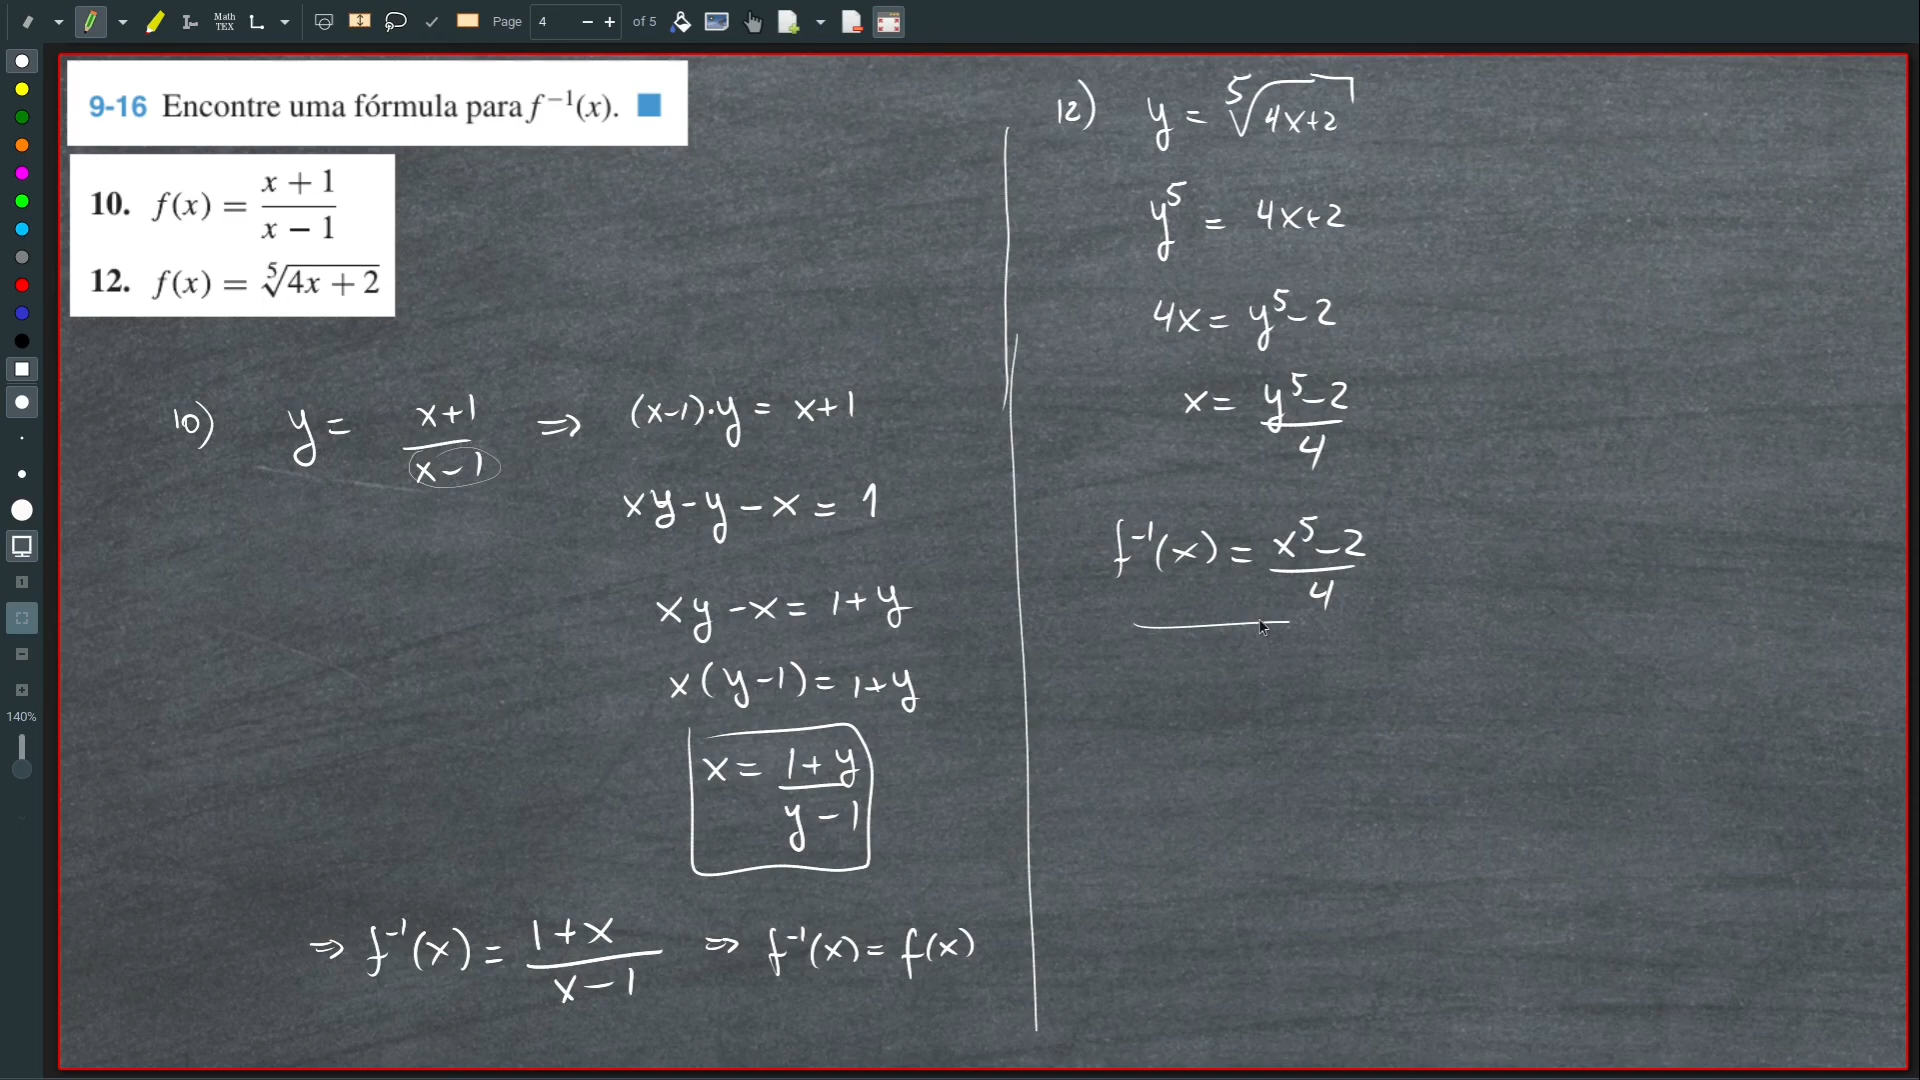 Math
TEX
Page 4 of 5
140%
9-16 Encontre uma fórmula para f⁻¹(x).
10. f(x) = (x + 1)/(x − 1)
12. f(x) = ⁵√(4x + 2)
10) y = (x+1)/(x-1) ⇒ (x-1)·y = x+1
xy-y-x = 1
xy-x = 1+y
x(y-1) = 1+y
x = (1+y)/(y-1)
⇒ f⁻¹(x) = (1+x)/(x-1) ⇒ f⁻¹(x) = f(x)
12) y = ⁵√(4x+2)
y⁵ = 4x+2
4x = y⁵-2
x = (y⁵-2)/4
f⁻¹(x) = (x⁵-2)/4